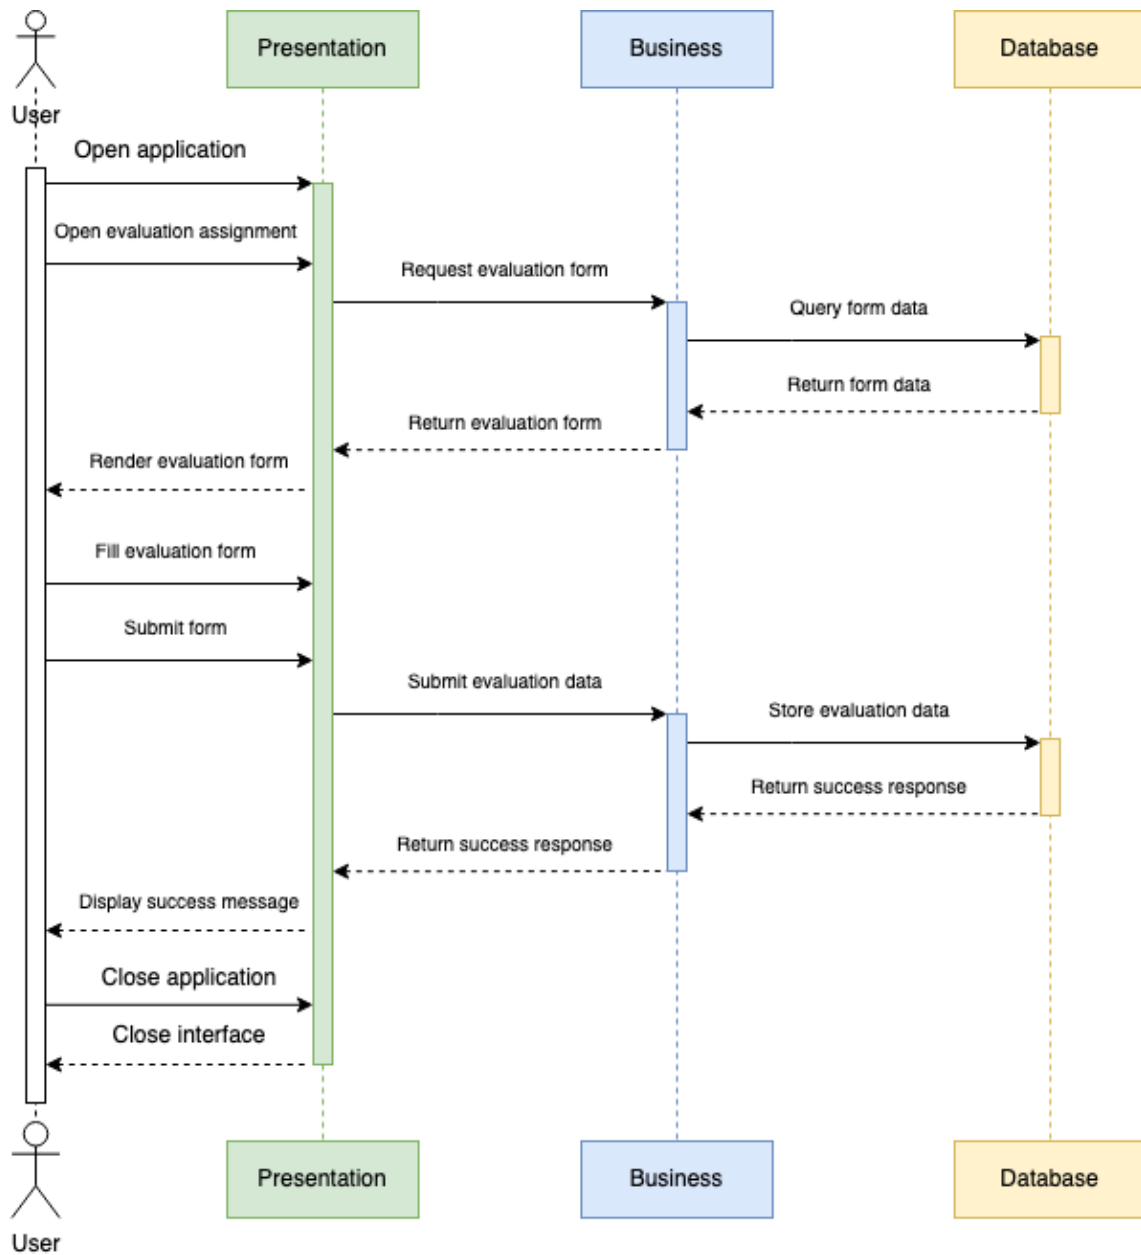 Presentation
Business
Database
User
Open application
Open evaluation assignment
Request evaluation form
Query form data
Return form data
Return evaluation form
Render evaluation form
Fill evaluation form
Submit form
Submit evaluation data
Store evaluation data
Return success response
Return success response
Display success message
Close application
Close interface
Presentation
Business
Database
User